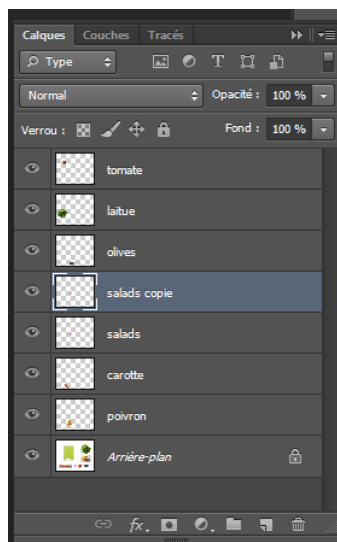 Calques Couches Tracés
Type
Normal Opacité : 100 %
Verrou : Fond : 100 %
tomate
laitue
olives
salads copie
salads
carotte
poivron
Arrière-plan
fx.